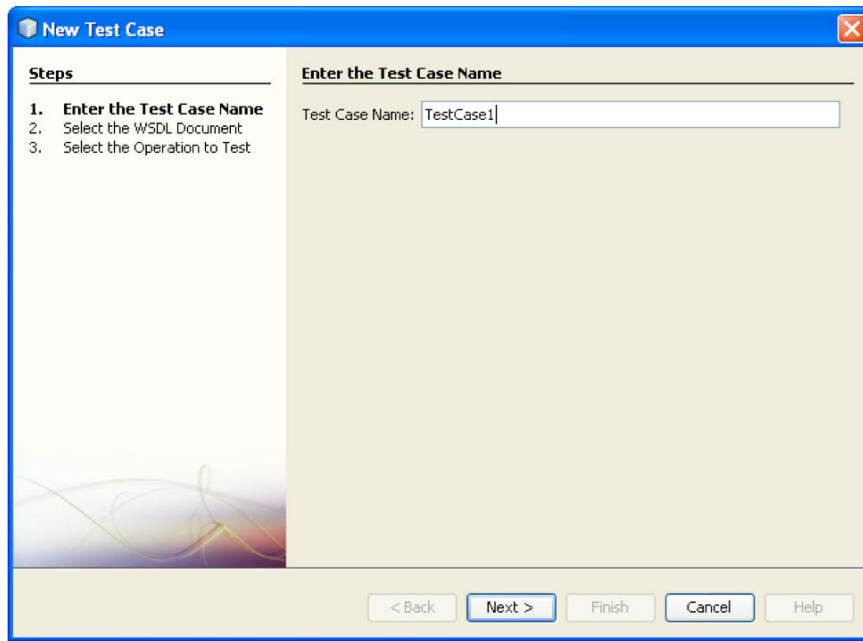 New Test Case
Steps
1. Enter the Test Case Name
2. Select the WSDL Document
3. Select the Operation to Test
Enter the Test Case Name
Test Case Name: TestCase1
< Back Next > Finish Cancel Help